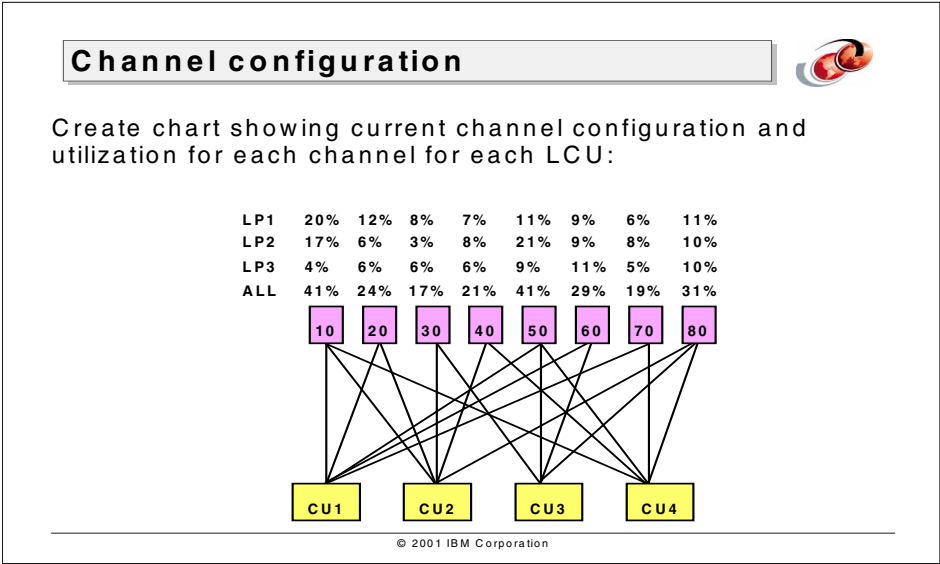 Channel configuration
Create chart showing current channel configuration and
utilization for each channel for each LCU:
LP1 20% 12% 8% 7% 11% 9% 6% 11%
LP2 17% 6% 3% 8% 21% 9% 8% 10%
LP3 4% 6% 6% 6% 9% 11% 5% 10%
ALL 41% 24% 17% 21% 41% 29% 19% 31%
10 20 30 40 50 60 70 80
CU1 CU2 CU3 CU4
© 2001 IBM Corporation